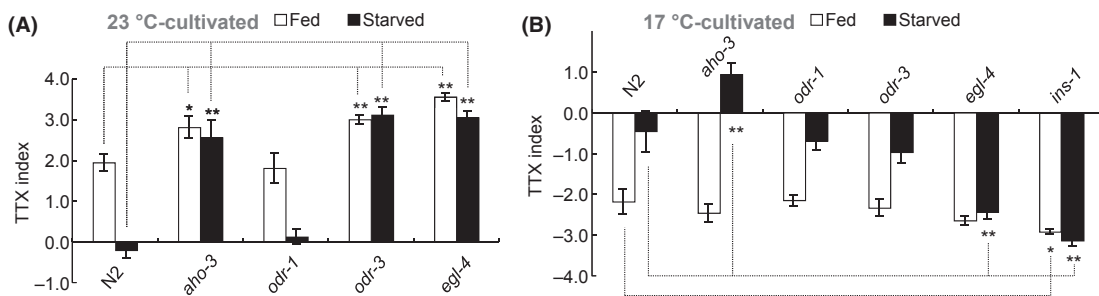 (A)
23 °C-cultivated
Fed
Starved
TTX index
4.0
3.0
2.0
1.0
0.0
–1.0
*
**
**
**
**
**
N2
aho-3
odr-1
odr-3
egl-4
(B)
17 °C-cultivated
Fed
Starved
TTX index
1.0
0.0
–1.0
–2.0
–3.0
–4.0
N2
aho-3
odr-1
odr-3
egl-4
ins-1
**
**
*
**